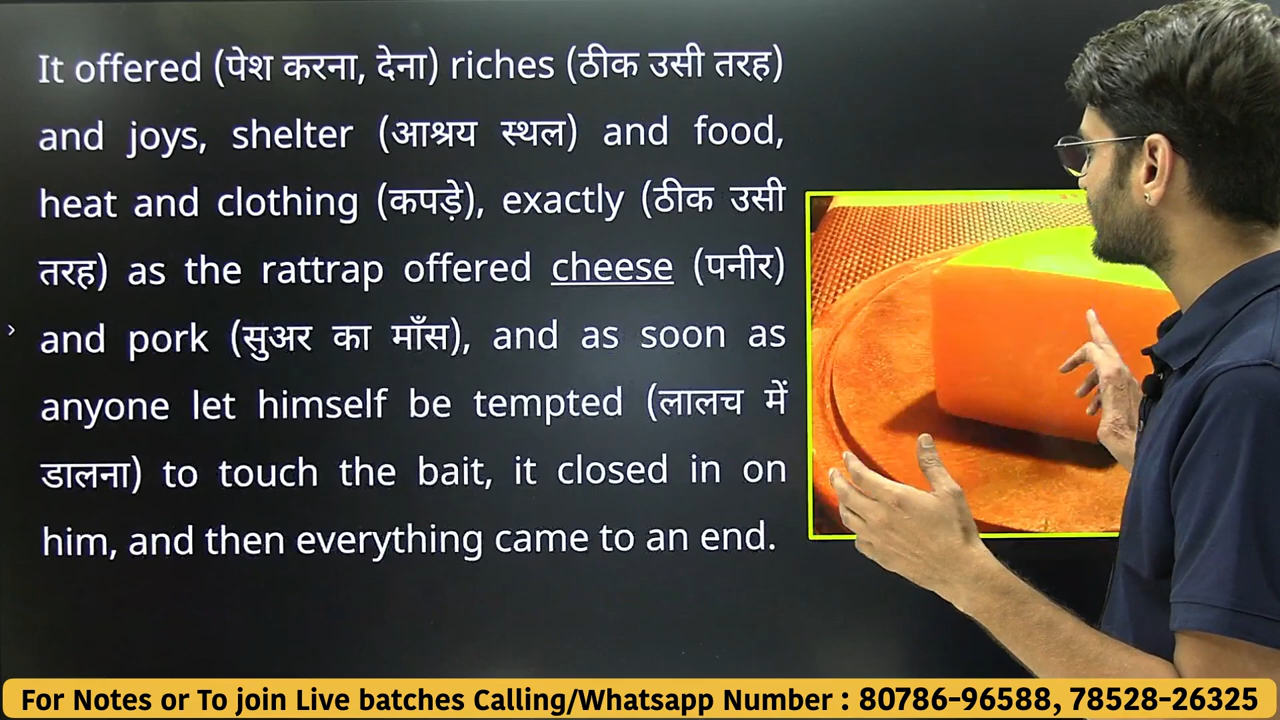 It offered (पेश करना, देना) riches (ठीक उसी तरह)
and joys, shelter (आश्रय स्थल) and food,
heat and clothing (कपड़े), exactly (ठीक उसी
तरह) as the rattrap offered cheese (पनीर)
and pork (सुअर का माँस), and as soon as
anyone let himself be tempted (लालच में
डालना) to touch the bait, it closed in on
him, and then everything came to an end.
For Notes or To join Live batches Calling/Whatsapp Number : 80786-96588, 78528-26325